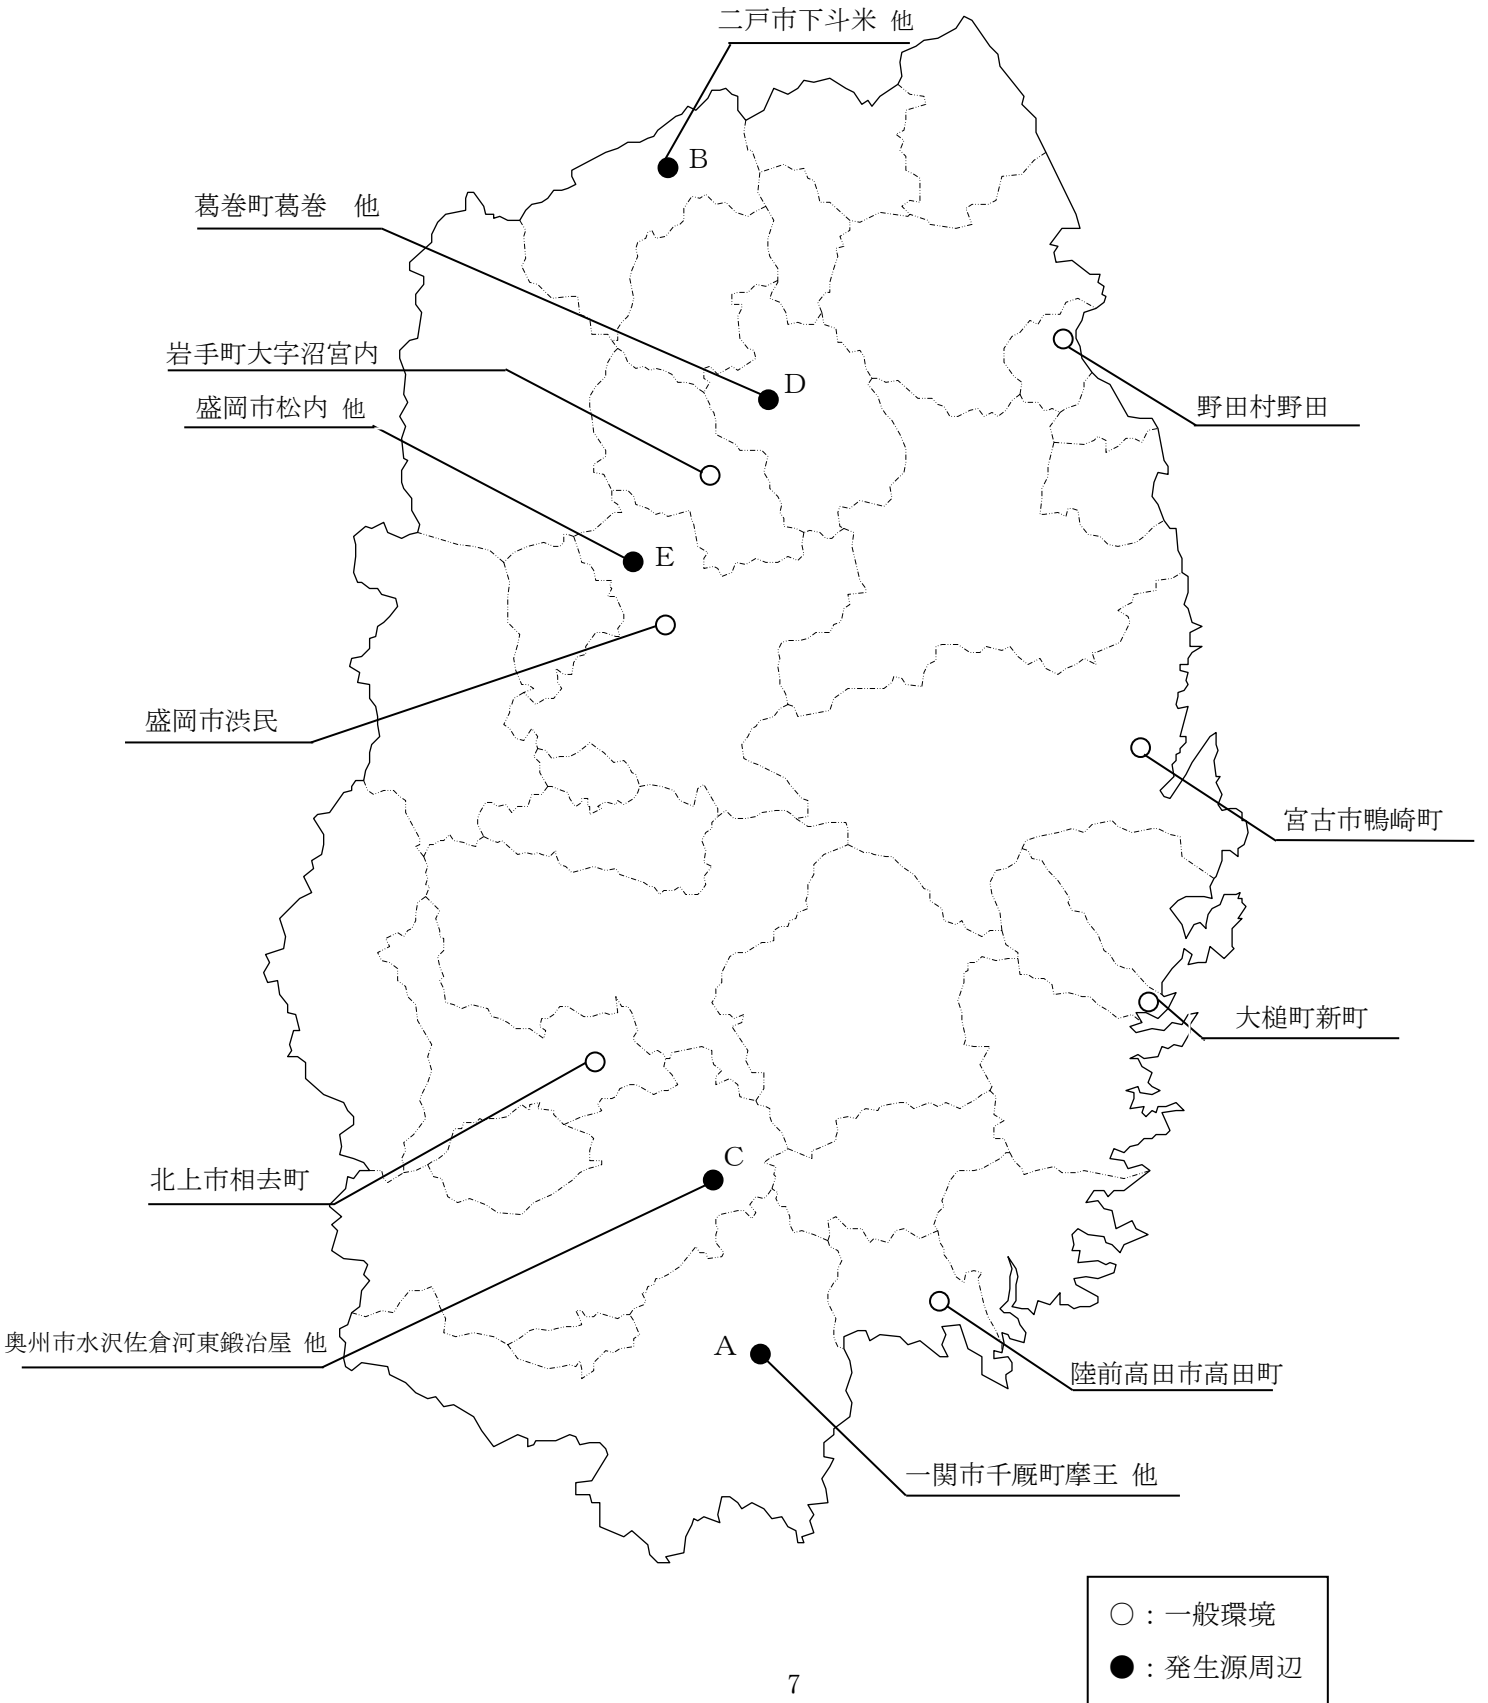 二戸市下斗米 他
B
葛巻町葛巻　他
岩手町大字沼宮内
D
盛岡市松内 他
野田村野田
E
盛岡市渋民
宮古市鴨崎町
大槌町新町
北上市相去町
C
奥州市水沢佐倉河東鍛冶屋 他
A
陸前高田市高田町
一関市千厩町摩王 他
○：一般環境
●：発生源周辺
7